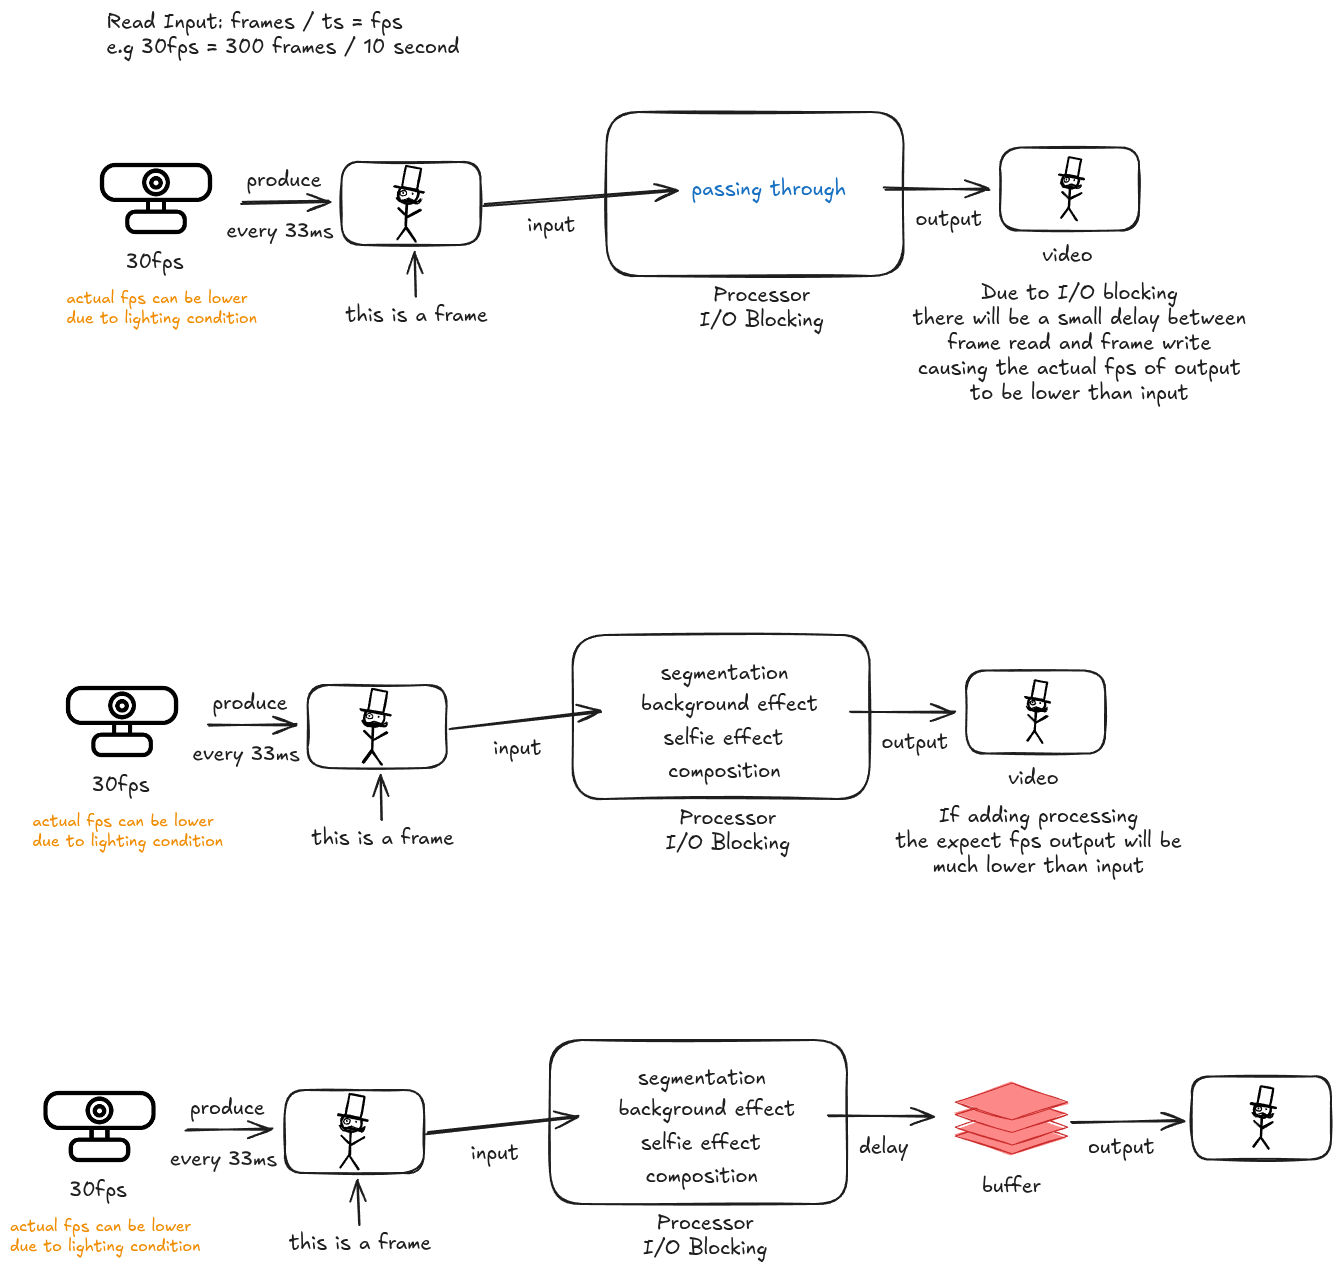 Read Input: frames / ts = fps
e.g 30fps = 300 frames / 10 second
produce
every 33ms
30fps
actual fps can be lower
due to lighting condition
this is a frame
input
passing through
Processor
I/O Blocking
output
video
Due to I/O blocking
there will be a small delay between
frame read and frame write
causing the actual fps of output
to be lower than input
produce
every 33ms
30fps
actual fps can be lower
due to lighting condition
this is a frame
input
segmentation
background effect
selfie effect
composition
Processor
I/O Blocking
output
video
If adding processing
the expect fps output will be
much lower than input
produce
every 33ms
30fps
actual fps can be lower
due to lighting condition
this is a frame
input
segmentation
background effect
selfie effect
composition
Processor
I/O Blocking
delay
buffer
output